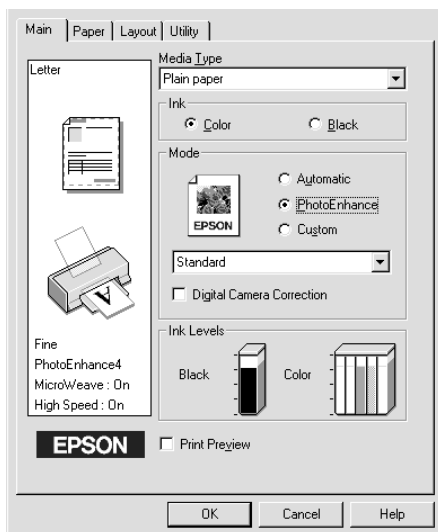 Main Paper Layout Utility
Letter
Media Type
Plain paper
Ink
Color Black
Mode
EPSON
Automatic
PhotoEnhance
Custom
Standard
Digital Camera Correction
A
Fine
PhotoEnhance4
MicroWeave : On
High Speed : On
Ink Levels
Black Color
EPSON
Print Preview
OK Cancel Help